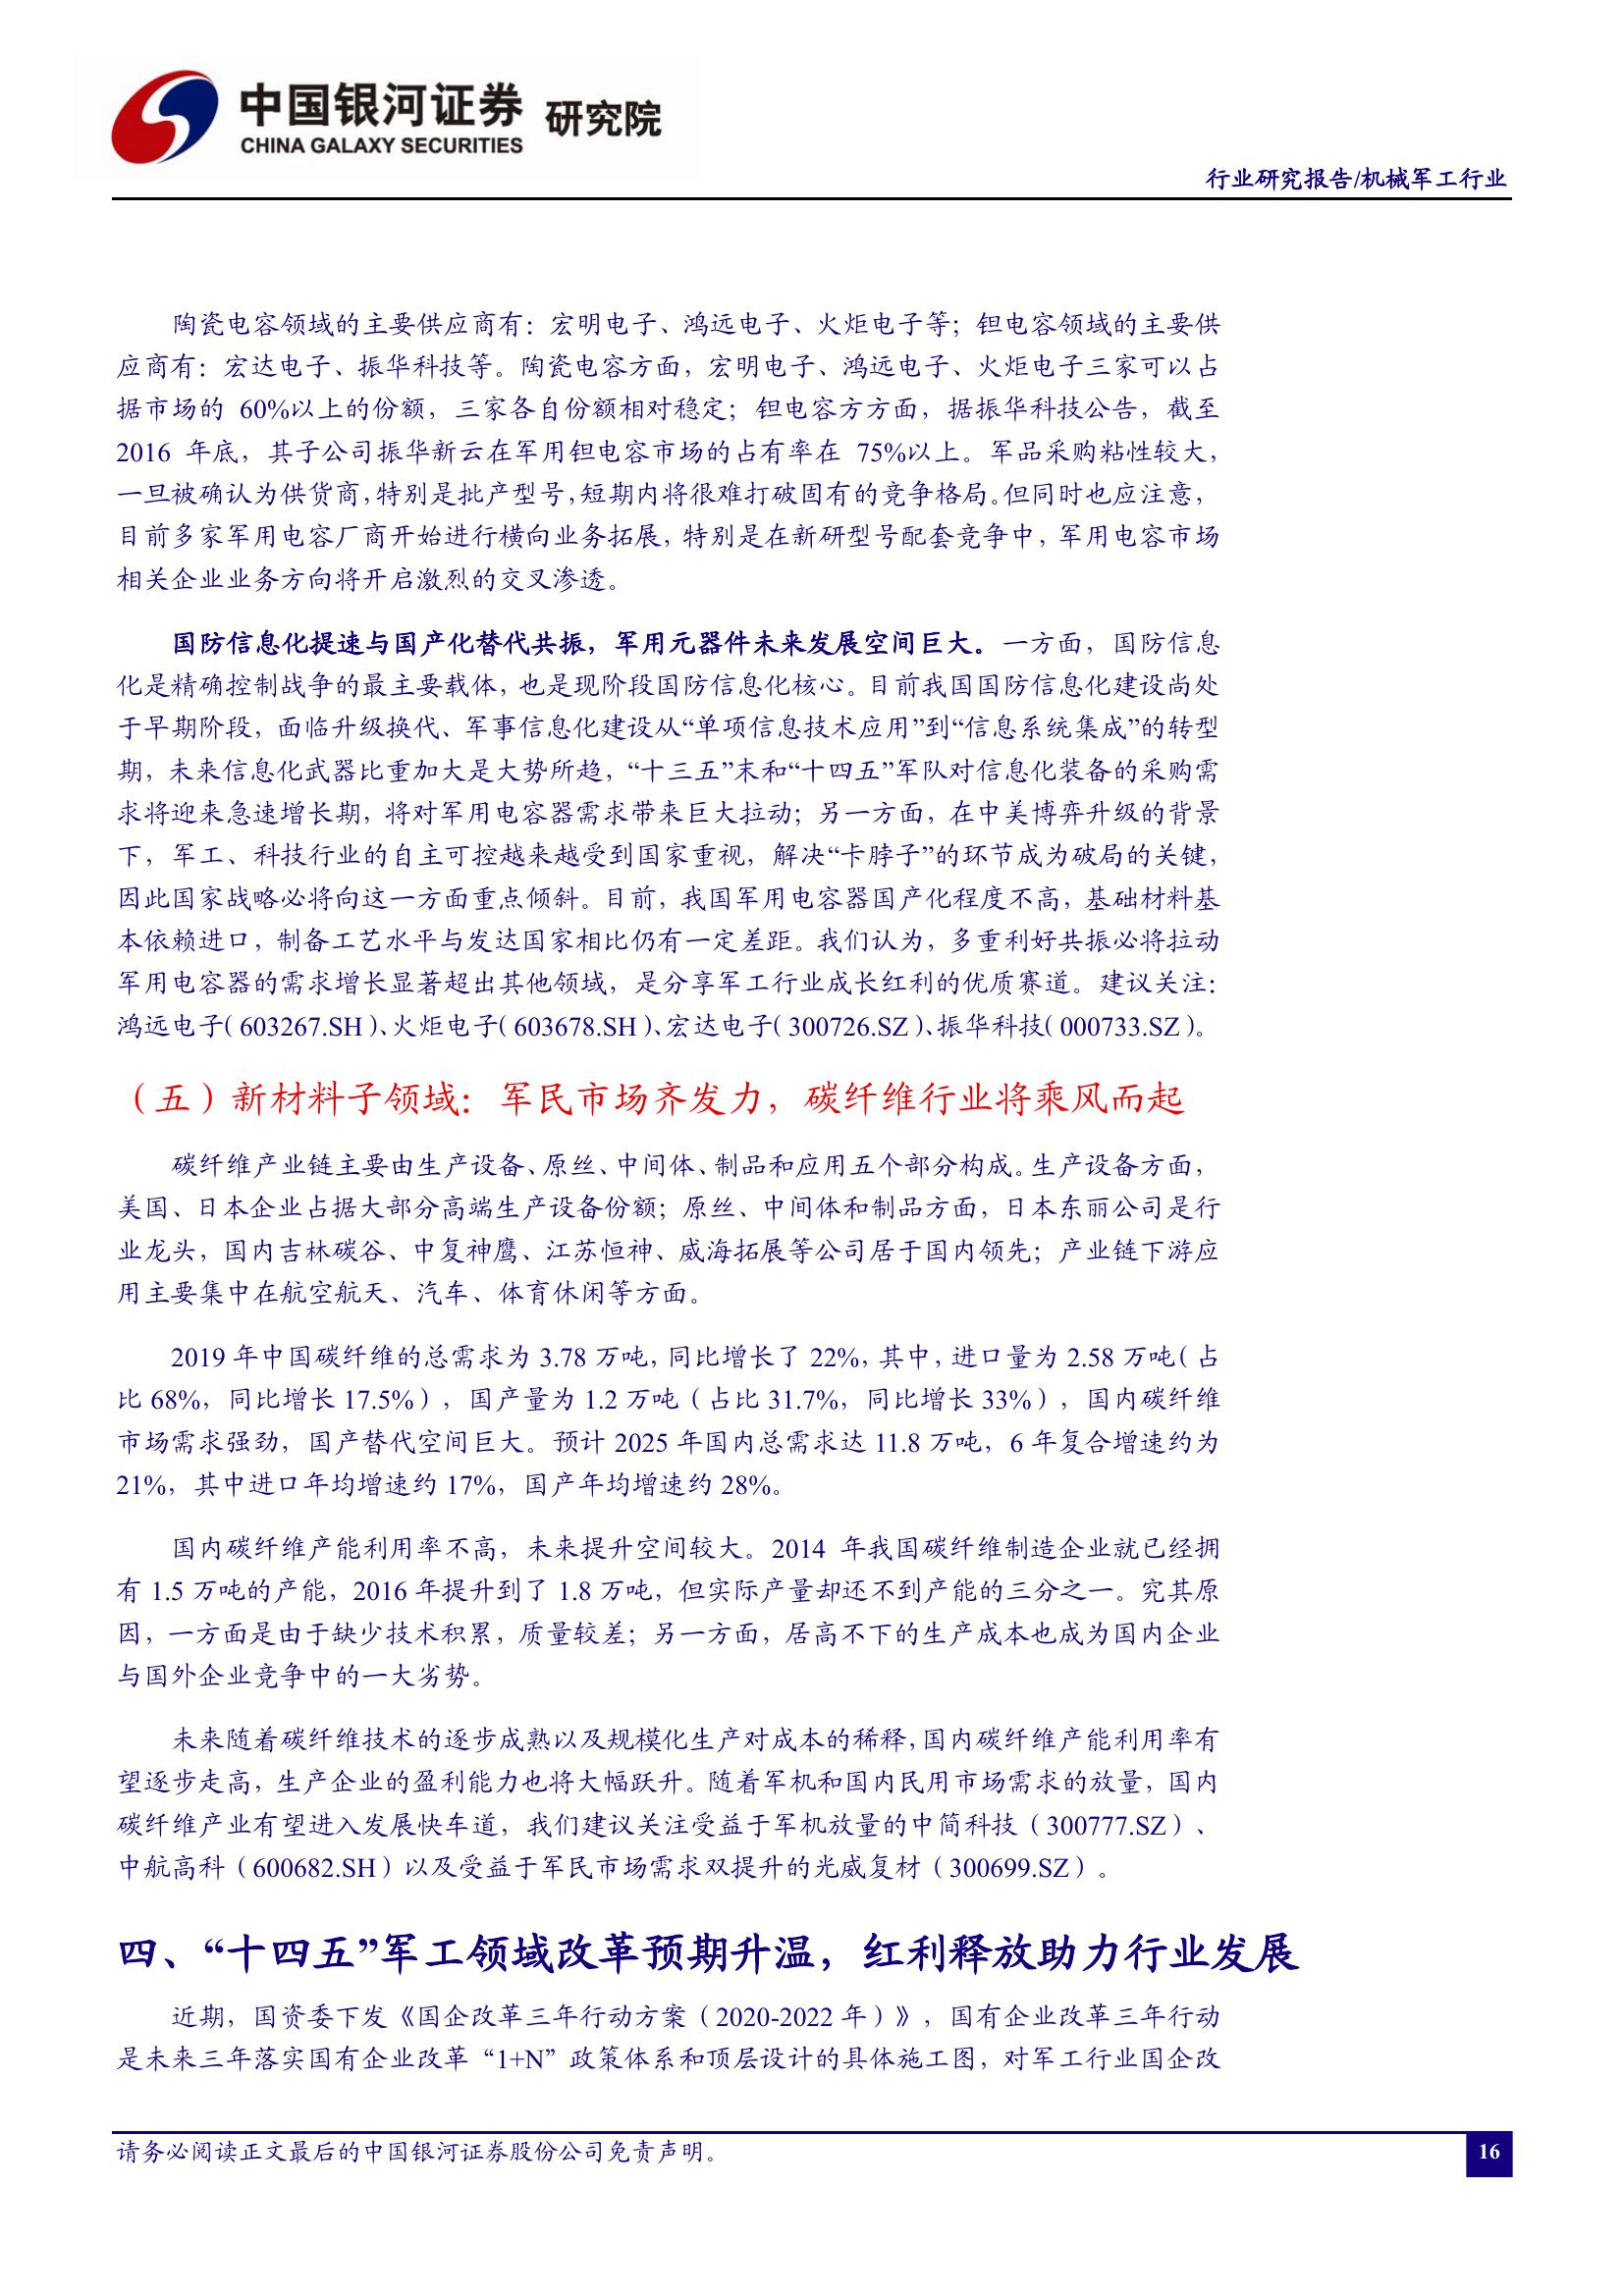 中国银河证券 研究院
CHINA GALAXY SECURITIES
行业研究报告/机械军工行业
陶瓷电容领域的主要供应商有：宏明电子、鸿远电子、火炬电子等；钽电容领域的主要供
应商有：宏达电子、振华科技等。陶瓷电容方面，宏明电子、鸿远电子、火炬电子三家可以占
据市场的 60%以上的份额，三家各自份额相对稳定；钽电容方方面，据振华科技公告，截至
2016 年底，其子公司振华新云在军用钽电容市场的占有率在 75%以上。军品采购粘性较大，
一旦被确认为供货商，特别是批产型号，短期内将很难打破固有的竞争格局。但同时也应注意，
目前多家军用电容厂商开始进行横向业务拓展，特别是在新研型号配套竞争中，军用电容市场
相关企业业务方向将开启激烈的交叉渗透。
国防信息化提速与国产化替代共振，军用元器件未来发展空间巨大。一方面，国防信息
化是精确控制战争的最主要载体，也是现阶段国防信息化核心。目前我国国防信息化建设尚处
于早期阶段，面临升级换代、军事信息化建设从“单项信息技术应用”到“信息系统集成”的转型
期，未来信息化武器比重加大是大势所趋，“十三五”末和“十四五”军队对信息化装备的采购需
求将迎来急速增长期，将对军用电容器需求带来巨大拉动；另一方面，在中美博弈升级的背景
下，军工、科技行业的自主可控越来越受到国家重视，解决“卡脖子”的环节成为破局的关键，
因此国家战略必将向这一方面重点倾斜。目前，我国军用电容器国产化程度不高，基础材料基
本依赖进口，制备工艺水平与发达国家相比仍有一定差距。我们认为，多重利好共振必将拉动
军用电容器的需求增长显著超出其他领域，是分享军工行业成长红利的优质赛道。建议关注：
鸿远电子（603267.SH）、火炬电子（603678.SH）、宏达电子（300726.SZ）、振华科技（000733.SZ）。
（五）新材料子领域：军民市场齐发力，碳纤维行业将乘风而起
碳纤维产业链主要由生产设备、原丝、中间体、制品和应用五个部分构成。生产设备方面，
美国、日本企业占据大部分高端生产设备份额；原丝、中间体和制品方面，日本东丽公司是行
业龙头，国内吉林碳谷、中复神鹰、江苏恒神、威海拓展等公司居于国内领先；产业链下游应
用主要集中在航空航天、汽车、体育休闲等方面。
2019 年中国碳纤维的总需求为 3.78 万吨，同比增长了 22%，其中，进口量为 2.58 万吨（占
比 68%，同比增长 17.5%），国产量为 1.2 万吨（占比 31.7%，同比增长 33%），国内碳纤维
市场需求强劲，国产替代空间巨大。预计 2025 年国内总需求达 11.8 万吨，6 年复合增速约为
21%，其中进口年均增速约 17%，国产年均增速约 28%。
国内碳纤维产能利用率不高，未来提升空间较大。2014 年我国碳纤维制造企业就已经拥
有 1.5 万吨的产能，2016 年提升到了 1.8 万吨，但实际产量却还不到产能的三分之一。究其原
因，一方面是由于缺少技术积累，质量较差；另一方面，居高不下的生产成本也成为国内企业
与国外企业竞争中的一大劣势。
未来随着碳纤维技术的逐步成熟以及规模化生产对成本的稀释，国内碳纤维产能利用率有
望逐步走高，生产企业的盈利能力也将大幅跃升。随着军机和国内民用市场需求的放量，国内
碳纤维产业有望进入发展快车道，我们建议关注受益于军机放量的中简科技（300777.SZ）、
中航高科（600682.SH）以及受益于军民市场需求双提升的光威复材（300699.SZ）。
四、“十四五”军工领域改革预期升温，红利释放助力行业发展
近期，国资委下发《国企改革三年行动方案（2020-2022 年）》，国有企业改革三年行动
是未来三年落实国有企业改革“1+N”政策体系和顶层设计的具体施工图，对军工行业国企改
请务必阅读正文最后的中国银河证券股份公司免责声明。
16